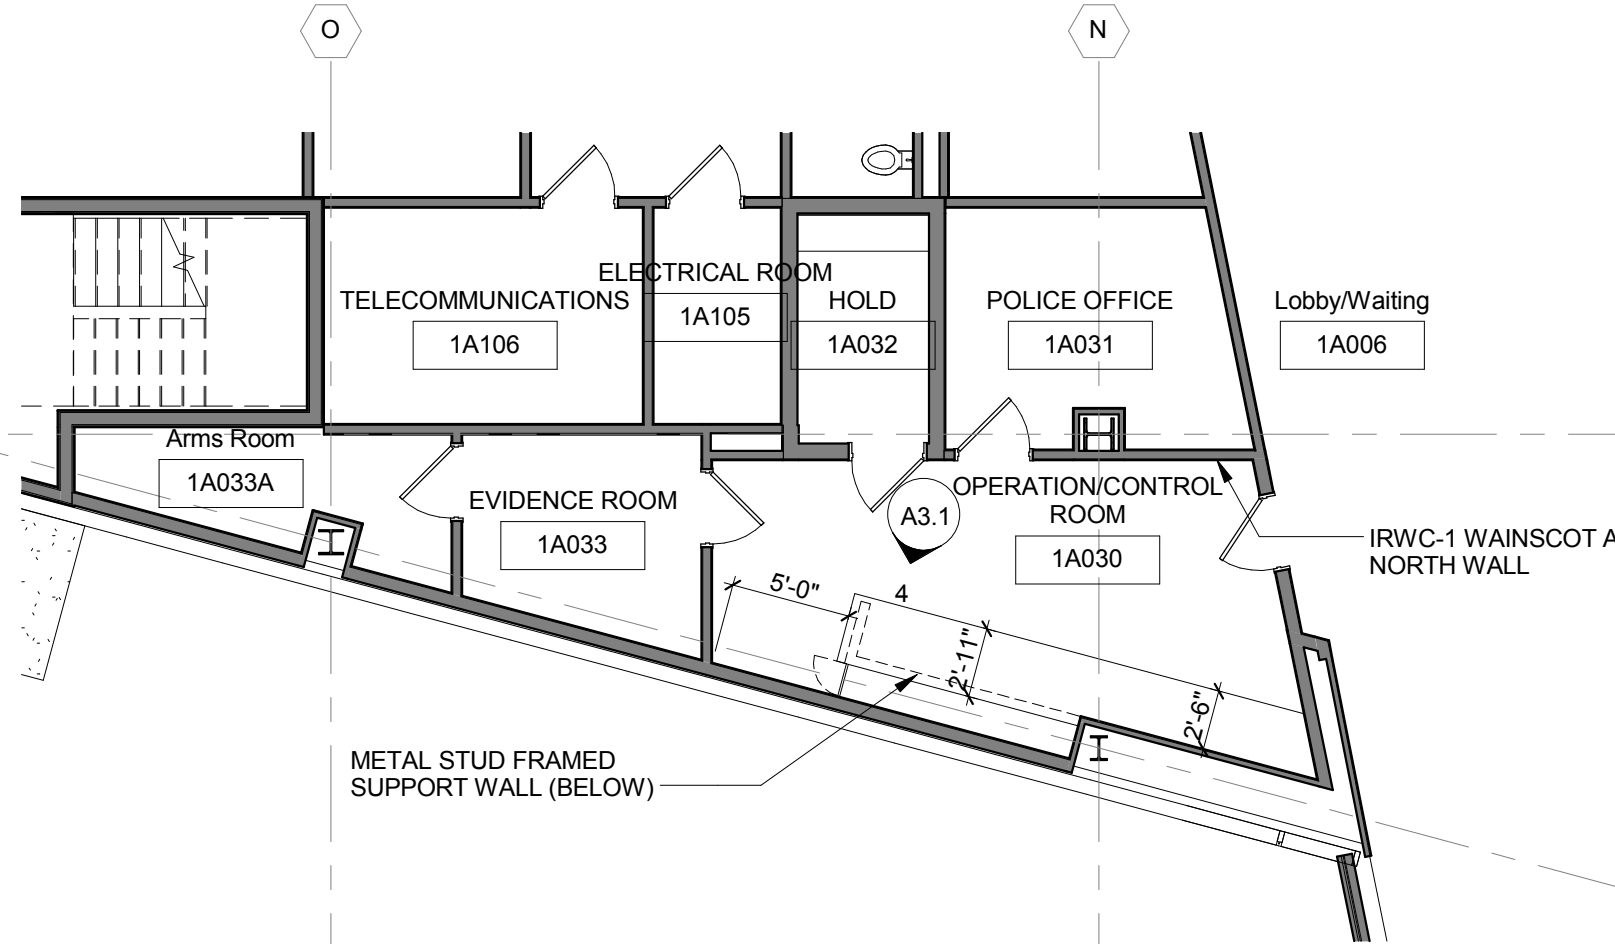 O
N
ELECTRICAL ROOM
1A105
TELECOMMUNICATIONS
1A106
HOLD
1A032
POLICE OFFICE
1A031
Lobby/Waiting
1A006
Arms Room
1A033A
EVIDENCE ROOM
1A033
A3.1
4
OPERATION/CONTROL
ROOM
1A030
IRWC-1 WAINSCOT A
NORTH WALL
5'-0"
2'-11"
2'-6"
METAL STUD FRAMED
SUPPORT WALL (BELOW)